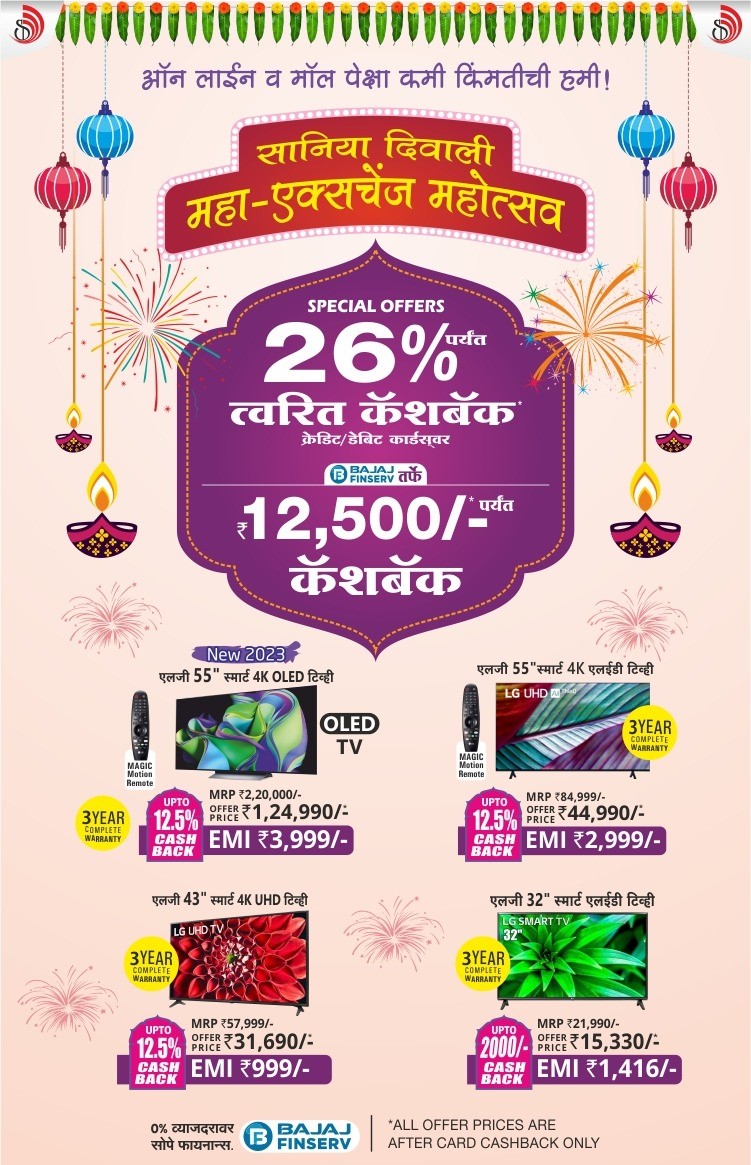 ऑन लाईन व मॉल पेक्षा कमी किंमतीची हमी!
सानिया दिवाली
महा-एक्सचेंज महोत्सव
SPECIAL OFFERS
26% पर्यंत
त्वरित कॅशबॅक*
क्रेडिट/डेबिट कार्डस्‌वर
B BAJAJ FINSERV तर्फे
₹12,500/-* पर्यंत
कॅशबॅक
New 2023
एलजी 55" स्मार्ट 4K OLED टिव्ही
OLED
TV
MAGIC
Motion
Remote
3 YEAR
COMPLETE
WARRANTY
UPTO
12.5%
CASH
BACK
MRP ₹2,20,000/-
OFFER PRICE ₹1,24,990/-*
EMI ₹3,999/-
एलजी 55" स्मार्ट 4K एलईडी टिव्ही
LG UHD AI ThinQ
MAGIC
Motion
Remote
3 YEAR
COMPLETE
WARRANTY
UPTO
12.5%
CASH
BACK
MRP ₹84,999/-
OFFER PRICE ₹44,990/-*
EMI ₹2,999/-
एलजी 43" स्मार्ट 4K UHD टिव्ही
LG UHD TV
3 YEAR
COMPLETE
WARRANTY
UPTO
12.5%
CASH
BACK
MRP ₹57,999/-
OFFER PRICE ₹31,690/-*
EMI ₹999/-
एलजी 32" स्मार्ट एलईडी टिव्ही
LG SMART TV
32"
3 YEAR
COMPLETE
WARRANTY
UPTO
2000/-
CASH
BACK
MRP ₹21,990/-
OFFER PRICE ₹15,330/-*
EMI ₹1,416/-
0% व्याजदरावर
सोपे फायनान्स.
B BAJAJ FINSERV
*ALL OFFER PRICES ARE
AFTER CARD CASHBACK ONLY